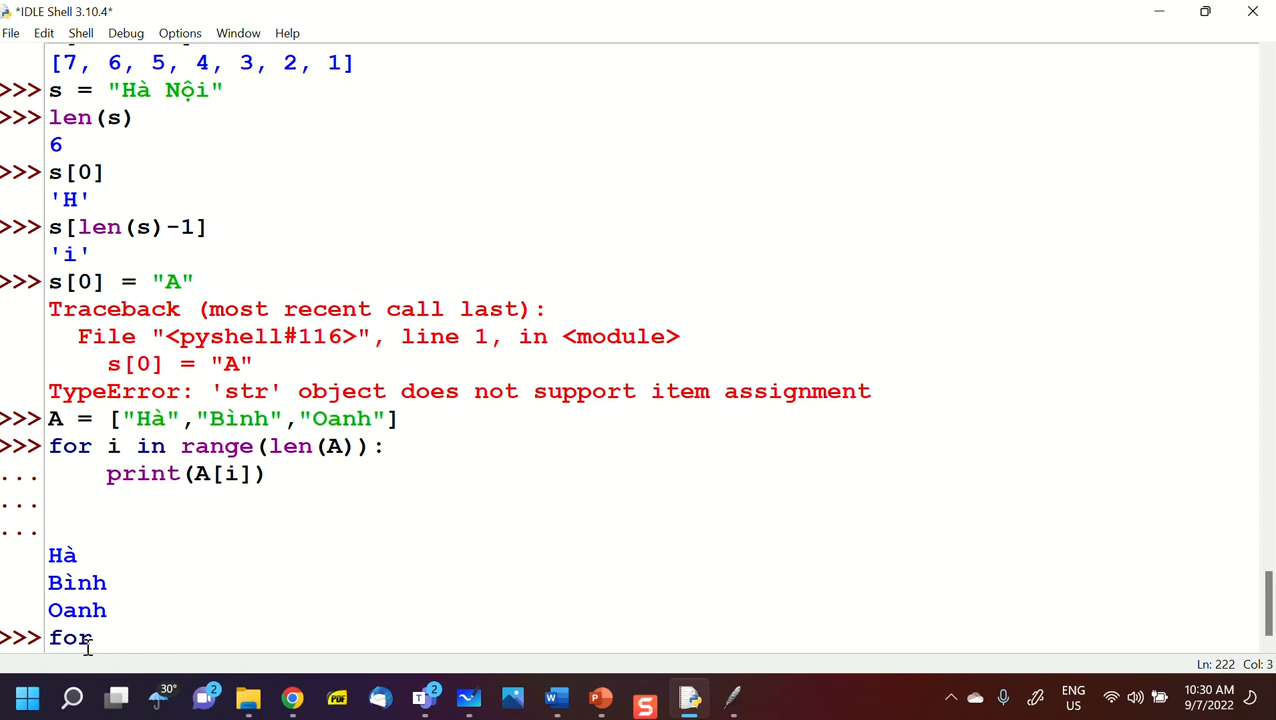 *IDLE Shell 3.10.4*
File Edit Shell Debug Options Window Help
[7, 6, 5, 4, 3, 2, 1]
>>> s = "Hà Nội"
>>> len(s)
6
>>> s[0]
'H'
>>> s[len(s)-1]
'i'
>>> s[0] = "A"
Traceback (most recent call last):
File "<pyshell#116>", line 1, in <module>
s[0] = "A"
TypeError: 'str' object does not support item assignment
>>> A = ["Hà","Bình","Oanh"]
>>> for i in range(len(A)):
... print(A[i])
...
...
Hà
Bình
Oanh
>>> for
Ln: 222 Col: 3
30° 2 PDF T 2 W P S ENG US 10:30 AM 9/7/2022